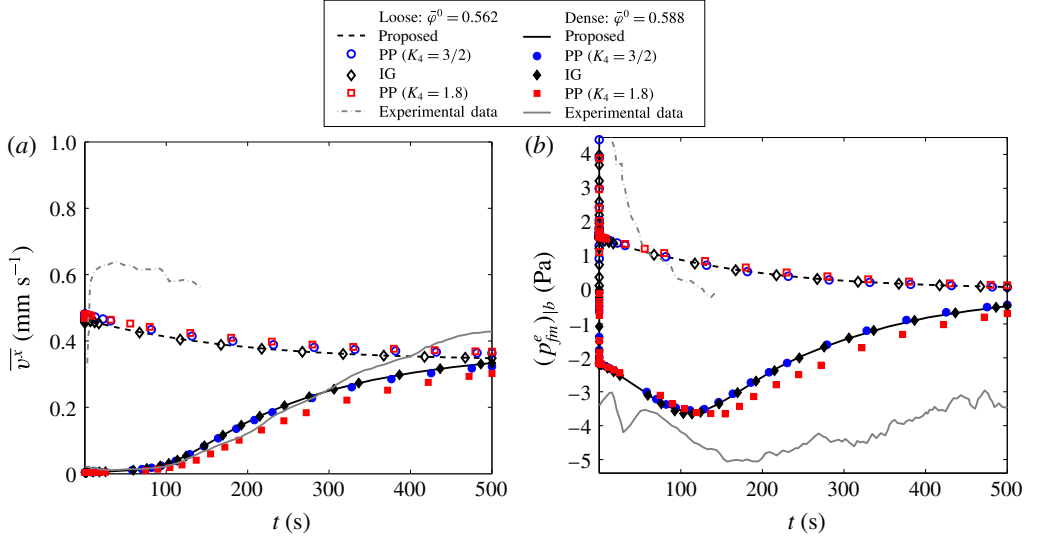 Loose: φ̄⁰ = 0.562 Dense: φ̄⁰ = 0.588
Proposed Proposed
PP (K₄ = 3/2) PP (K₄ = 3/2)
IG IG
PP (K₄ = 1.8) PP (K₄ = 1.8)
Experimental data Experimental data
(a) (b)
1.0
0.8
0.6
0.4
0.2
0
v̅ˣ (mm s⁻¹)
100 200 300 400 500
t (s)
4
3
2
1
0
−1
−2
−3
−4
−5
(pᵉ_fm)|b (Pa)
100 200 300 400 500
t (s)